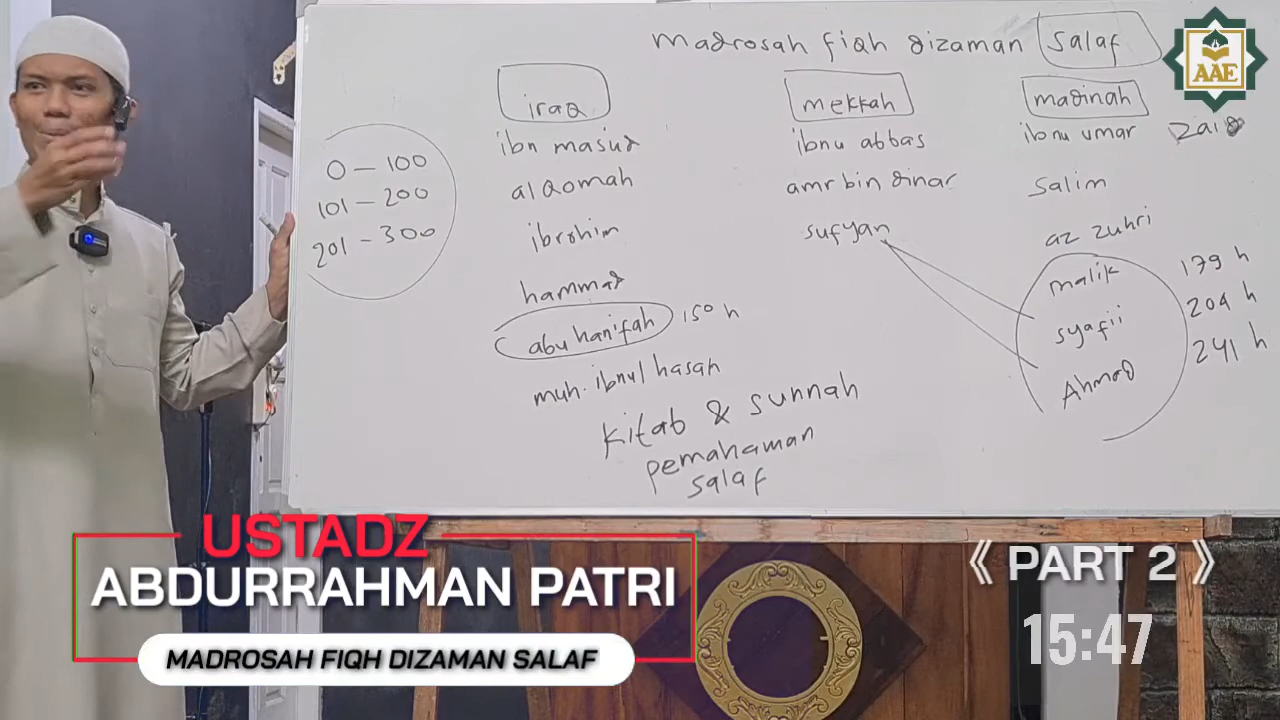 madrosah fiqh dizaman salaf
AAE
iraq
ibn masud
alqomah
ibrohim
hammad
abu hanifah 150 h
muh. ibnul hasan
mekkah
ibnu abbas
amr bin dinar
sufyan
madinah
ibnu umar zaid
salim
az zuhri
malik 179 h
syafii 204 h
Ahmad 241 h
0 - 100
101 - 200
201 - 300
kitab & sunnah
pemahaman
salaf
USTADZ
ABDURRAHMAN PATRI
MADROSAH FIQH DIZAMAN SALAF
《 PART 2 》
15:47